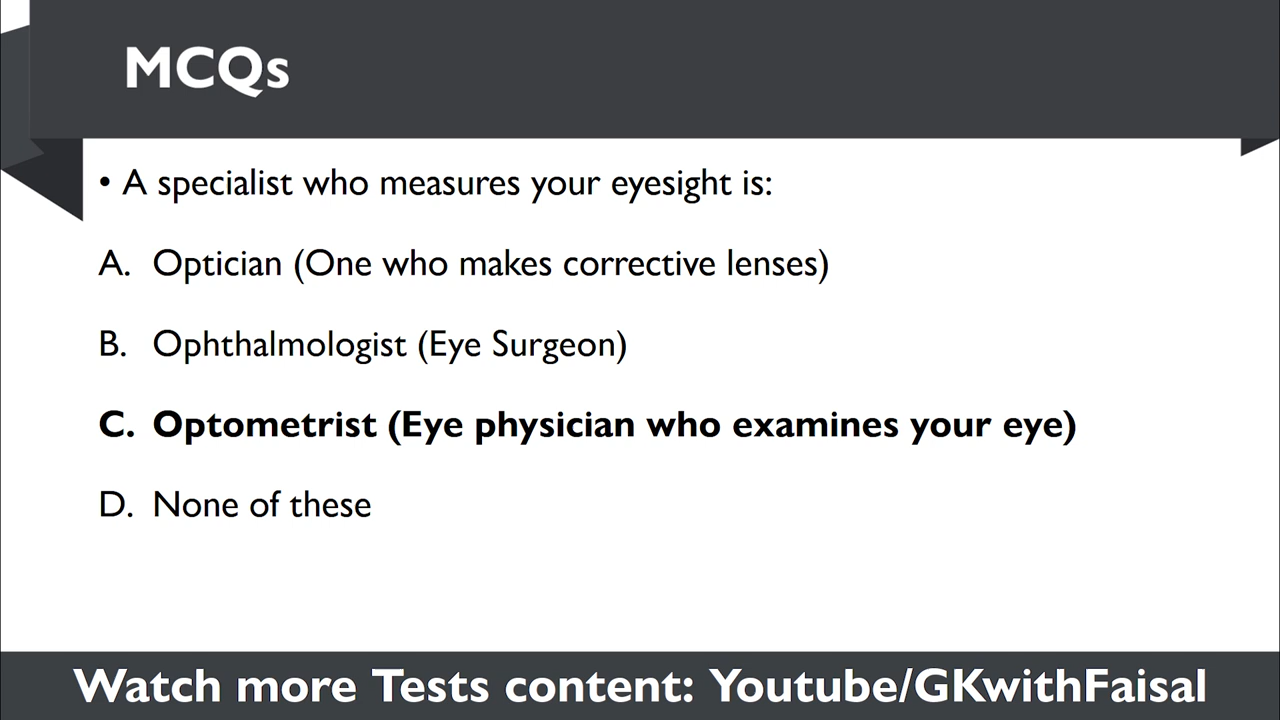 MCQs
• A specialist who measures your eyesight is:
A. Optician (One who makes corrective lenses)
B. Ophthalmologist (Eye Surgeon)
C. Optometrist (Eye physician who examines your eye)
D. None of these
Watch more Tests content: Youtube/GKwithFaisal